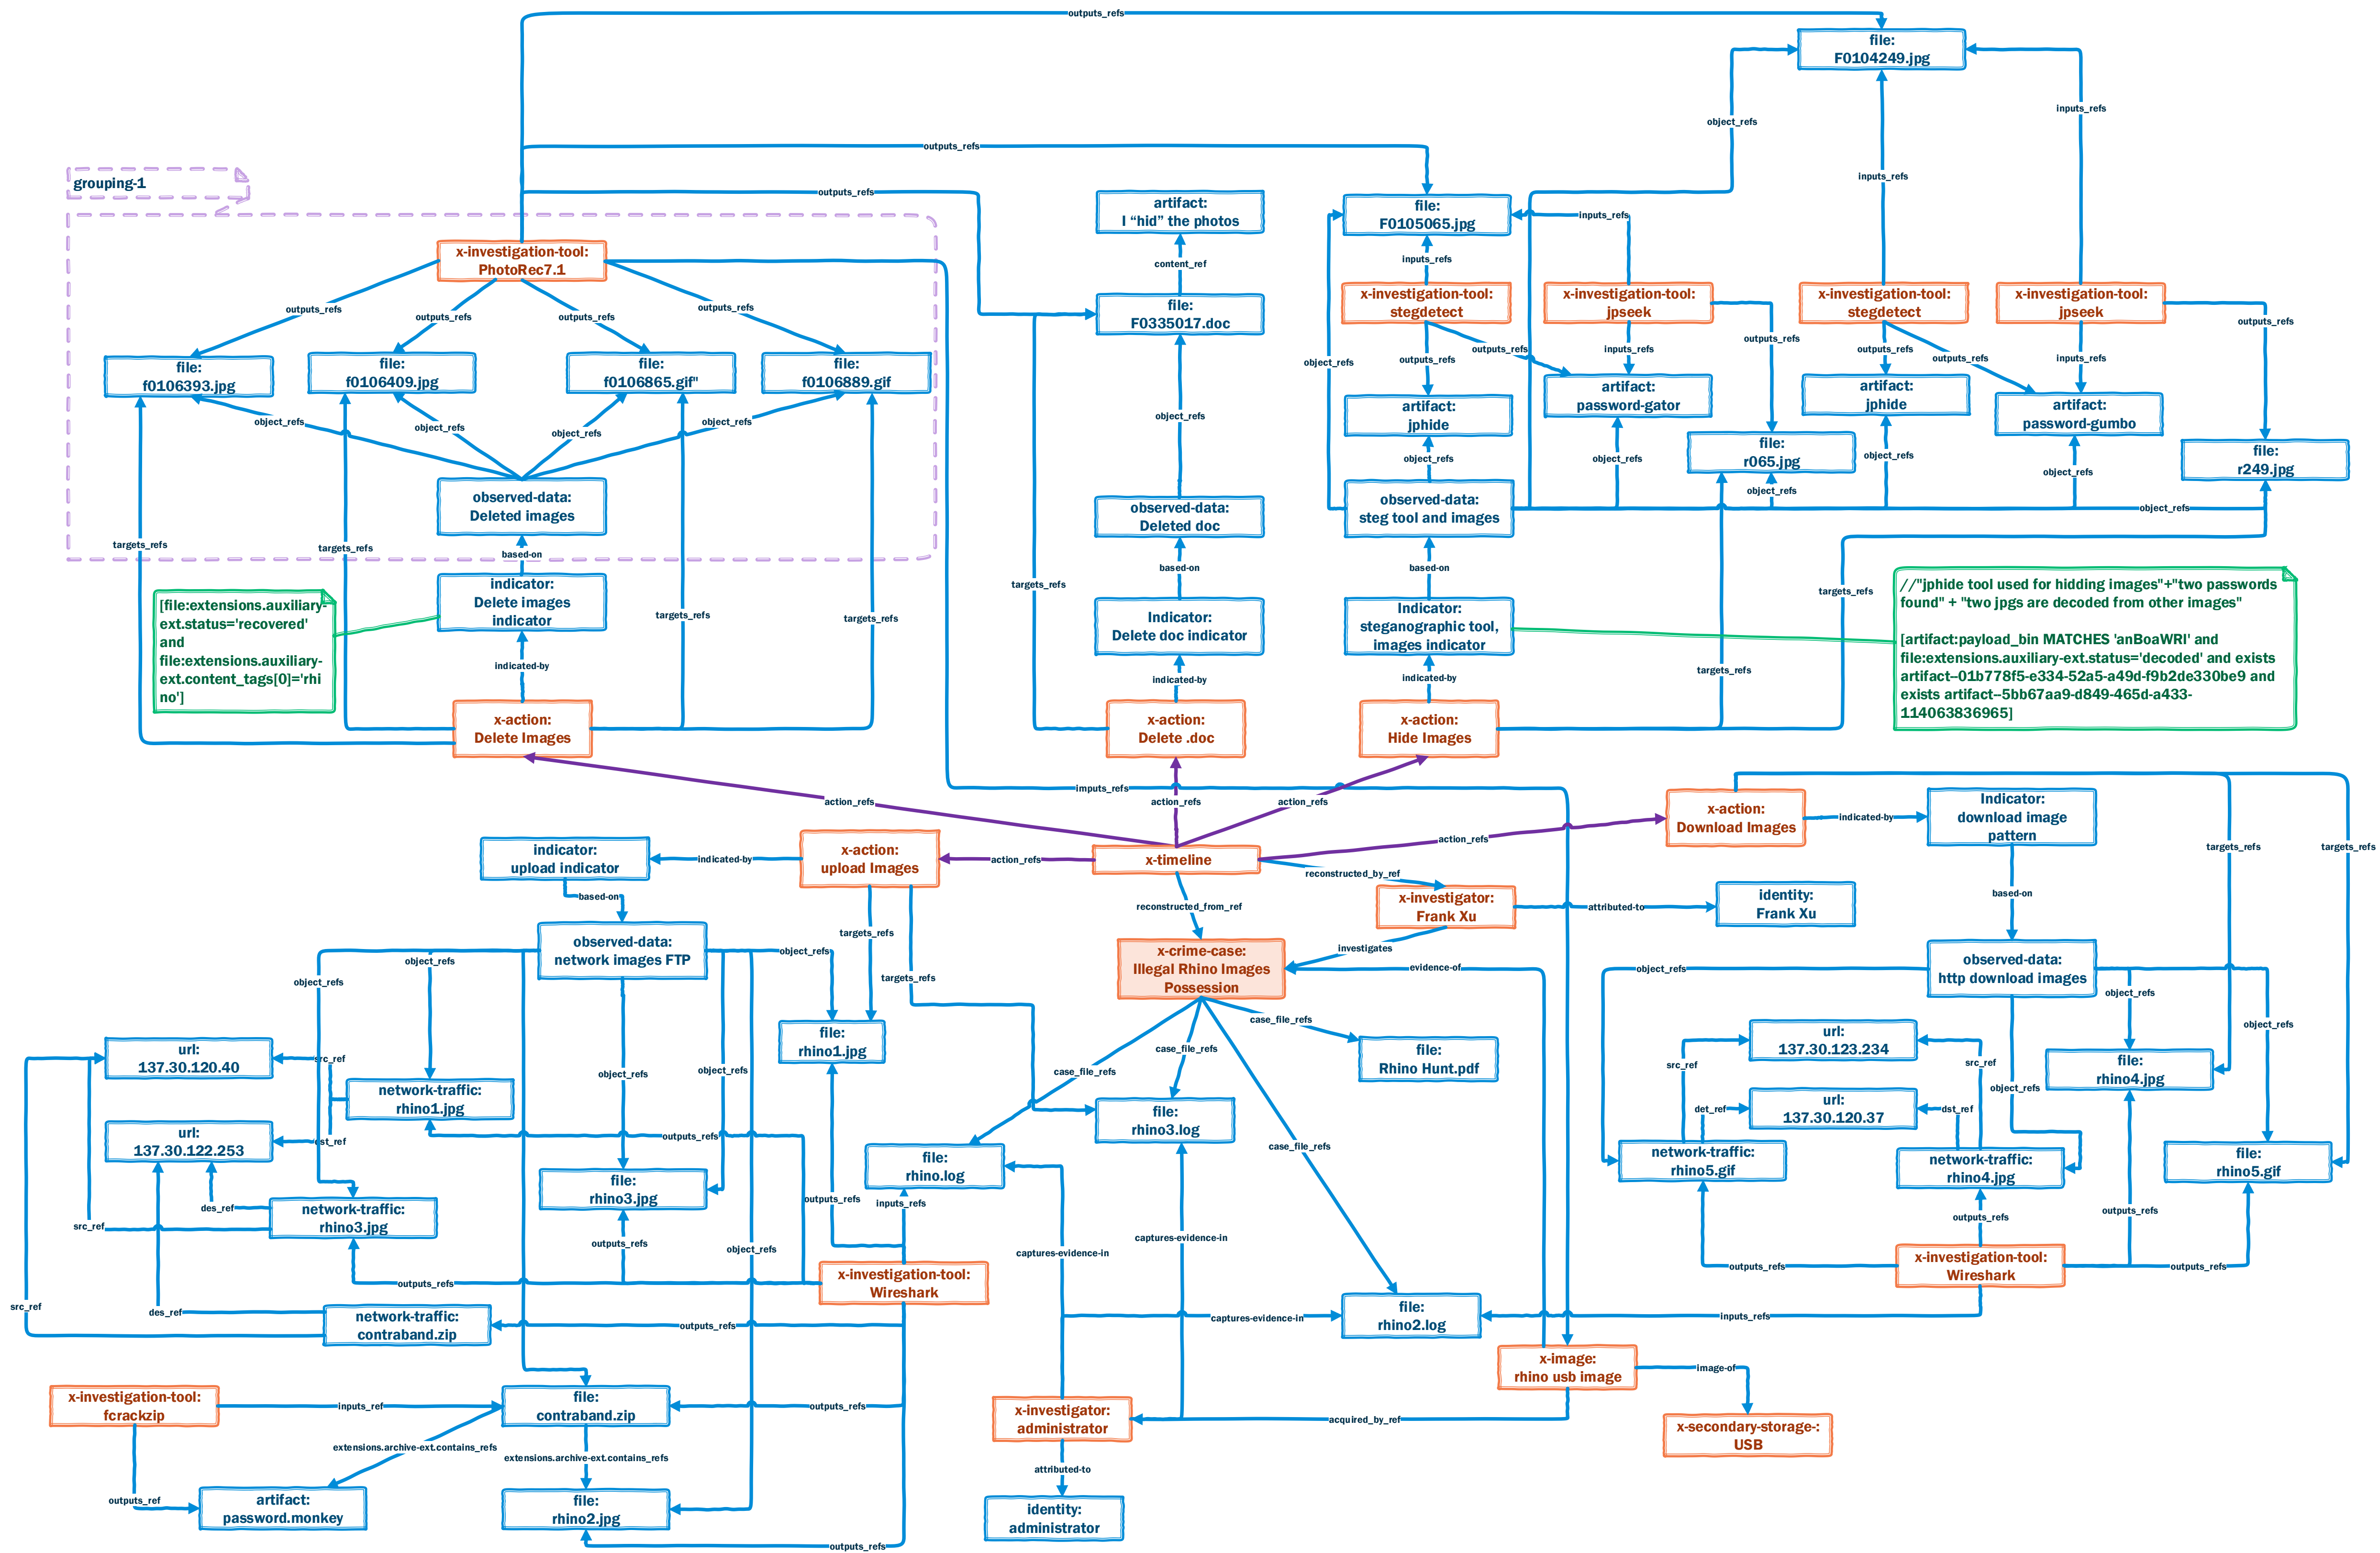 outputs_refs
file:
F0104249.jpg
inputs_refs
object_refs
outputs_refs
inputs_refs
grouping-1
outputs_refs
artifact:
I “hid” the photos
file:
F0105065.jpg
inputs_refs
x-investigation-tool:
PhotoRec7.1
content_ref
inputs_refs
outputs_refs
outputs_refs
outputs_refs
outputs_refs
file:
F0335017.doc
x-investigation-tool:
stegdetect
x-investigation-tool:
jpseek
x-investigation-tool:
stegdetect
x-investigation-tool:
jpseek
outputs_refs
outputs_refs
object_refs
outputs_refs
outputs_refs
inputs_refs
outputs_refs
outputs_refs
inputs_refs
file:
f0106393.jpg
file:
f0106409.jpg
file:
f0106865.gif"
file:
f0106889.gif
artifact:
jphide
artifact:
password-gator
artifact:
jphide
artifact:
password-gumbo
object_refs
object_refs
object_refs
object_refs
object_refs
file:
r065.jpg
file:
r249.jpg
object_refs
object_refs
object_refs
object_refs
object_refs
object_refs
observed-data:
Deleted images
observed-data:
Deleted doc
observed-data:
steg tool and images
targets_refs
targets_refs
based-on
based-on
based-on
targets_refs
targets_refs
targets_refs
targets_refs
targets_refs
indicator:
Delete images
indicator
Indicator:
Delete doc indicator
Indicator:
steganographic tool,
images indicator
[file:extensions.auxiliary-
ext.status='recovered'
and
file:extensions.auxiliary-
ext.content_tags[0]='rhi
no']
//"jphide tool used for hidding images"+"two passwords
found" + "two jpgs are decoded from other images"
[artifact:payload_bin MATCHES 'anBoaWRI' and
file:extensions.auxiliary-ext.status='decoded' and exists
artifact--01b778f5-e334-52a5-a49d-f9b2de330be9 and
exists artifact--5bb67aa9-d849-465d-a433-
114063836965]
indicated-by
indicated-by
indicated-by
x-action:
Delete Images
x-action:
Delete .doc
x-action:
Hide Images
imputs_refs
action_refs
action_refs
action_refs
action_refs
action_refs
x-action:
Download Images
indicated-by
Indicator:
download image
pattern
targets_refs
targets_refs
indicator:
upload indicator
indicated-by
x-action:
upload Images
x-timeline
reconstructed_by_ref
reconstructed_from_ref
x-investigator:
Frank Xu
attributed-to
identity:
Frank Xu
based-on
based-on
targets_refs
targets_refs
investigates
evidence-of
observed-data:
network images FTP
object_refs
object_refs
object_refs
x-crime-case:
Illegal Rhino Images
Possession
object_refs
observed-data:
http download images
object_refs
object_refs
object_refs
case_file_refs
case_file_refs
case_file_refs
case_file_refs
url:
137.30.120.40
src_ref
network-traffic:
rhino1.jpg
object_refs
object_refs
file:
rhino1.jpg
file:
Rhino Hunt.pdf
url:
137.30.123.234
src_ref
src_ref
file:
rhino4.jpg
url:
137.30.122.253
dst_ref
outputs_refs
file:
rhino3.log
url:
137.30.120.37
det_ref
dst_ref
file:
rhino.log
network-traffic:
rhino5.gif
network-traffic:
rhino4.jpg
file:
rhino5.gif
file:
rhino3.jpg
des_ref
src_ref
network-traffic:
rhino3.jpg
outputs_refs
inputs_refs
outputs_refs
outputs_refs
outputs_refs
captures-evidence-in
captures-evidence-in
object_refs
outputs_refs
x-investigation-tool:
Wireshark
x-investigation-tool:
Wireshark
outputs_refs
outputs_refs
src_ref
des_ref
network-traffic:
contraband.zip
outputs_refs
captures-evidence-in
file:
rhino2.log
inputs_refs
x-image:
rhino usb image
image-of
x-investigation-tool:
fcrackzip
inputs_ref
file:
contraband.zip
outputs_refs
x-investigator:
administrator
acquired_by_ref
x-secondary-storage-:
USB
extensions.archive-ext.contains_refs
extensions.archive-ext.contains_refs
attributed-to
outputs_ref
artifact:
password.monkey
file:
rhino2.jpg
identity:
administrator
outputs_refs